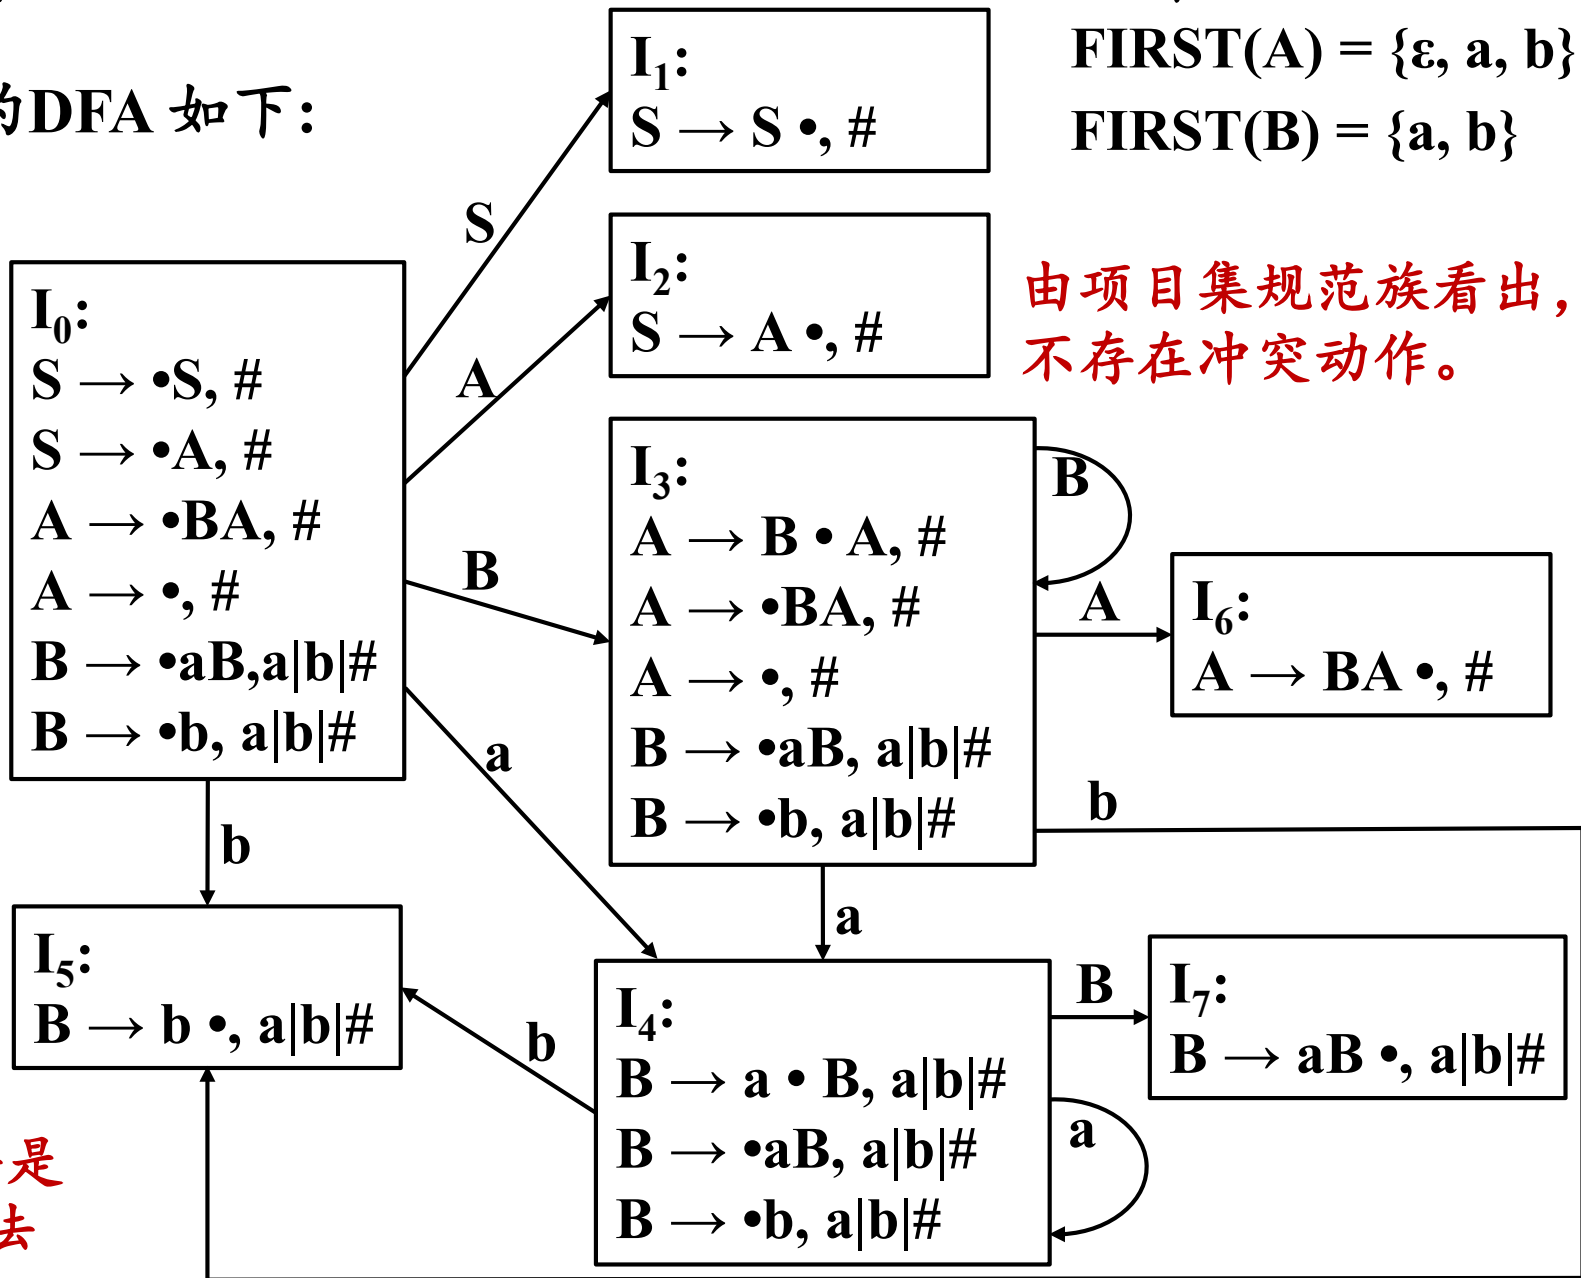 的DFA 如下:
FIRST(A) = {ε, a, b}
FIRST(B) = {a, b}
由项目集规范族看出，
不存在冲突动作。
I₀:
S → •S, #
S → •A, #
A → •BA, #
A → •, #
B → •aB,a|b|#
B → •b, a|b|#
S
A
B
a
b
I₁:
S → S •, #
I₂:
S → A •, #
I₃:
A → B • A, #
A → •BA, #
A → •, #
B → •aB, a|b|#
B → •b, a|b|#
B
A
b
a
I₆:
A → BA •, #
I₅:
B → b •, a|b|#
b
I₄:
B → a • B, a|b|#
B → •aB, a|b|#
B → •b, a|b|#
B
a
I₇:
B → aB •, a|b|#
是
去